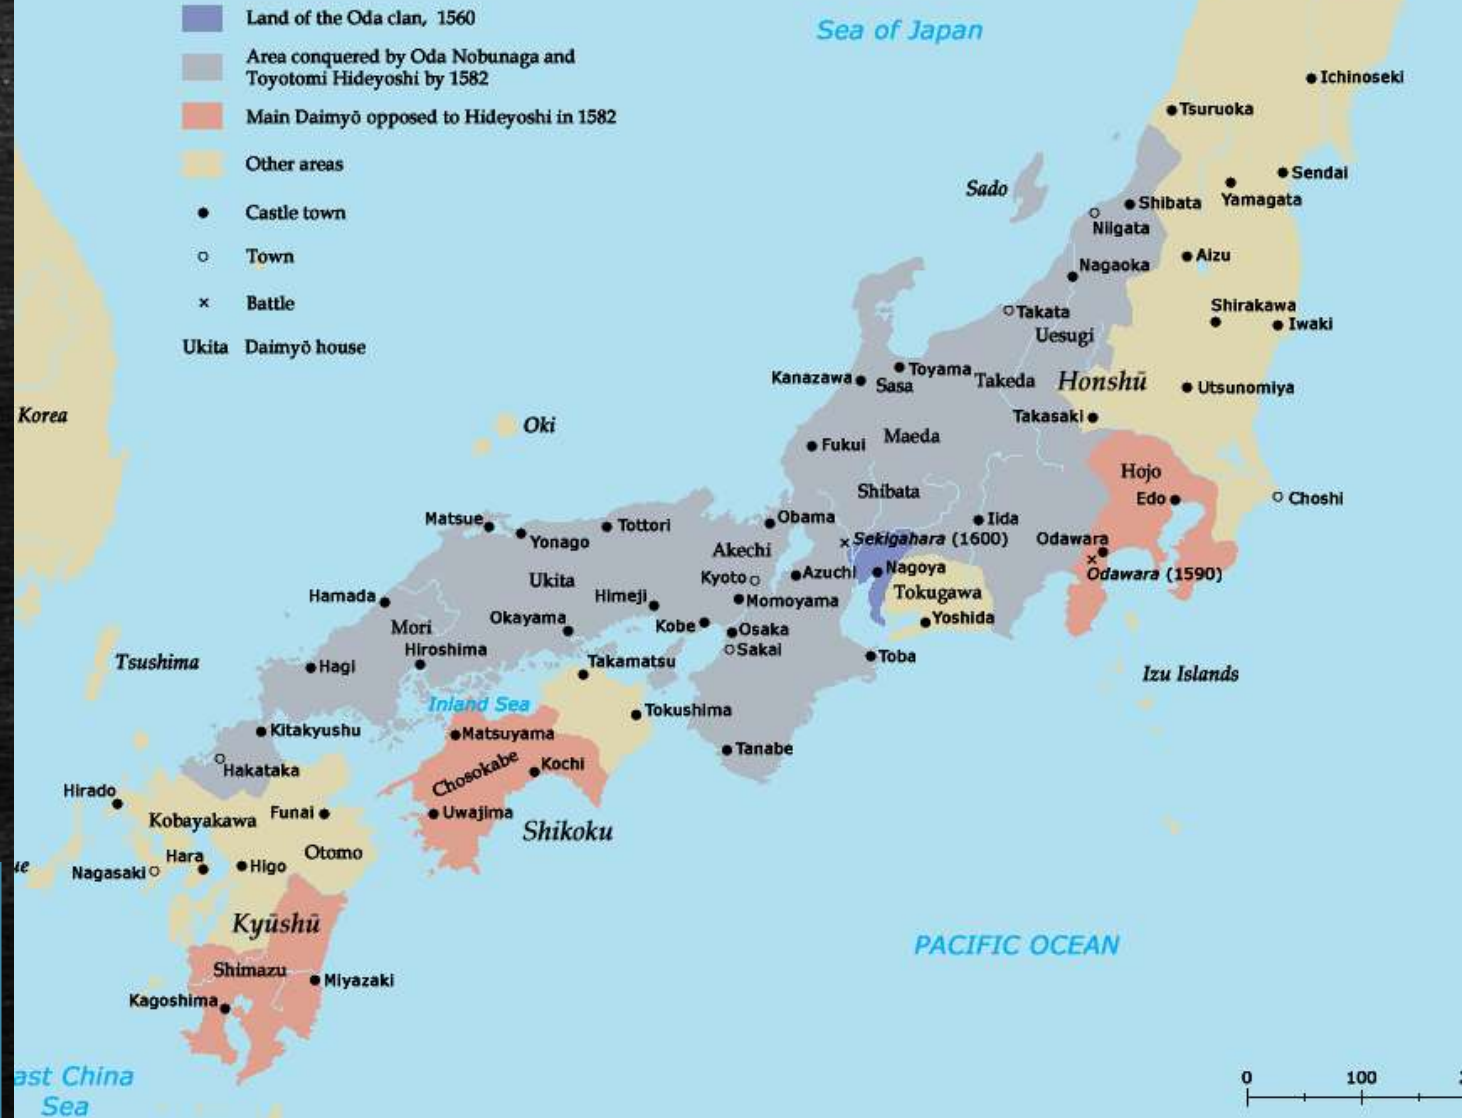 Land of the Oda clan, 1560
Area conquered by Oda Nobunaga and
Toyotomi Hideyoshi by 1582
Main Daimyō opposed to Hideyoshi in 1582
Other areas
Castle town
Town
Battle
Ukita Daimyō house
Sea of Japan
Ichinoseki
Tsuruoka
Sendai
Yamagata
Sado
Shibata
Niigata
Aizu
Nagaoka
Shirakawa
Iwaki
Takata
Uesugi
Toyama
Kanazawa
Sasa
Takeda
Honshū
Utsunomiya
Korea
Takasaki
Oki
Maeda
Fukui
Hojo
Shibata
Edo
Choshi
Matsue
Tottori
Obama
Iida
Yonago
Sekigahara (1600)
Odawara
Akechi
Kyoto
Azuchi
Nagoya
Odawara (1590)
Ukita
Himeji
Momoyama
Tokugawa
Hamada
Okayama
Kobe
Osaka
Yoshida
Mori
Hiroshima
Sakai
Toba
Tsushima
Hagi
Takamatsu
Izu Islands
Inland Sea
Tokushima
Kitakyushu
Matsuyama
Tanabe
Hakataka
Chosokabe
Kochi
Hirado
Kobayakawa
Funai
Uwajima
Shikoku
Hara
Otomo
ue
Nagasaki
Higo
Kyūshū
PACIFIC OCEAN
Shimazu
Miyazaki
Kagoshima
ast China
Sea
0 100